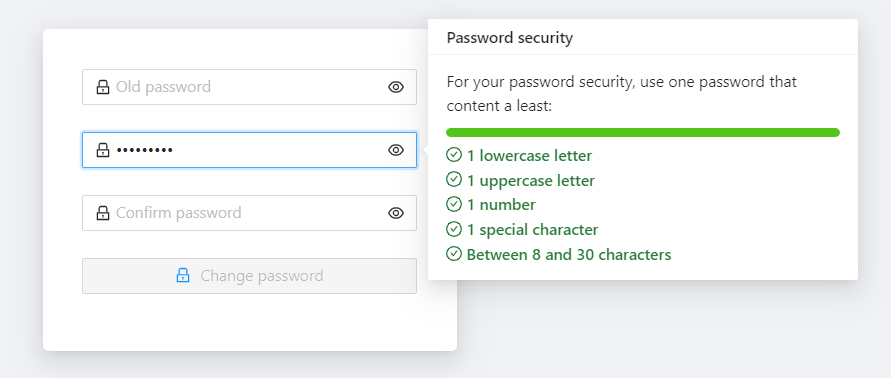 Old password
•••••••••
Confirm password
Change password
Password security
For your password security, use one password that
content a least:
1 lowercase letter
1 uppercase letter
1 number
1 special character
Between 8 and 30 characters